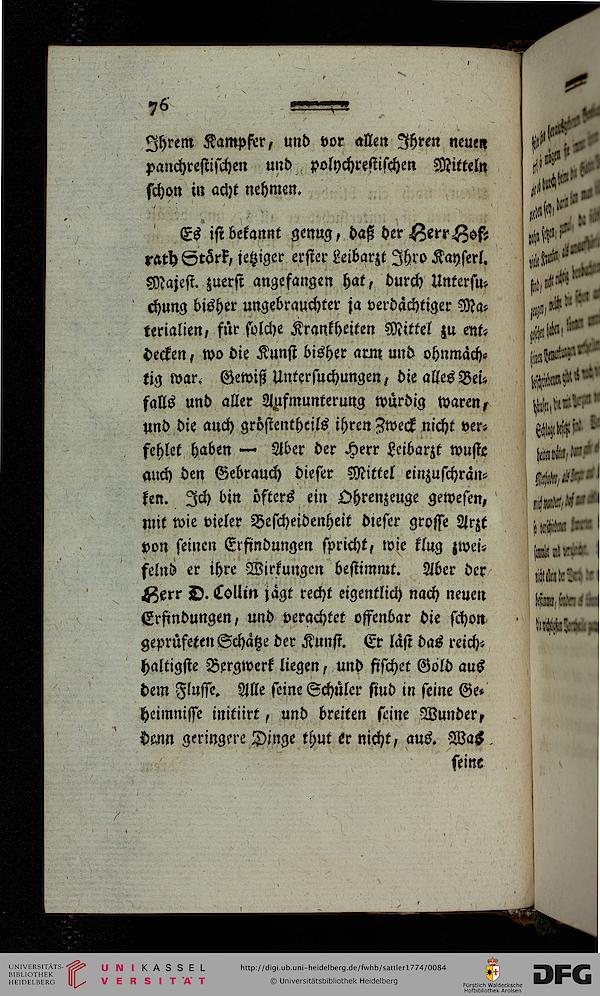 76
Ihrem Kampfer, und vor allen Ihren neuen
panchrestischen und polychrestischen Mitteln
schon in acht nehmen.
Es ist bekannt genug, daß der Herr Hof-
rath Störk, jetziger erster Leibarzt Ihro Kayserl.
Majest. zuerst angefangen hat, durch Untersu-
chung bisher ungebrauchter ja verdächtiger Ma-
terialien, für solche Krankheiten Mittel zu ent-
decken, wo die Kunst bisher arm und ohnmäch-
tig war. Gewiß Untersuchungen, die alles Bei-
falls und aller Aufmunterung würdig waren,
und die auch gröstentheils ihren Zweck nicht ver-
fehlet haben — Aber der Herr Leibarzt wuste
auch den Gebrauch dieser Mittel einzuschrän-
ken. Ich bin öfters ein Ohrenzeuge gewesen,
mit wie vieler Bescheidenheit dieser grosse Arzt
von seinen Erfindungen spricht, wie klug zwei-
felnd er ihre Wirkungen bestimmt. Aber der
Herr D. Collin jägt recht eigentlich nach neuen
Erfindungen, und verachtet offenbar die schon
geprüfeten Schätze der Kunst. Er läst das reich-
haltigste Bergwerk liegen, und fischet Gold aus
dem Flusse. Alle seine Schüler sind in seine Ge-
heimnisse initiirt, und breiten seine Wunder,
denn geringere Dinge thut er nicht, aus. Was
seine
UNIVERSITÄTS-
BIBLIOTHEK
HEIDELBERG
UNIKASSEL
VERSITÄT
http://digi.ub.uni-heidelberg.de/fwhb/sattler1774/0084
© Universitätsbibliothek Heidelberg
Fürstlich Waldecksche
Hofbibliothek Arolsen
DFG